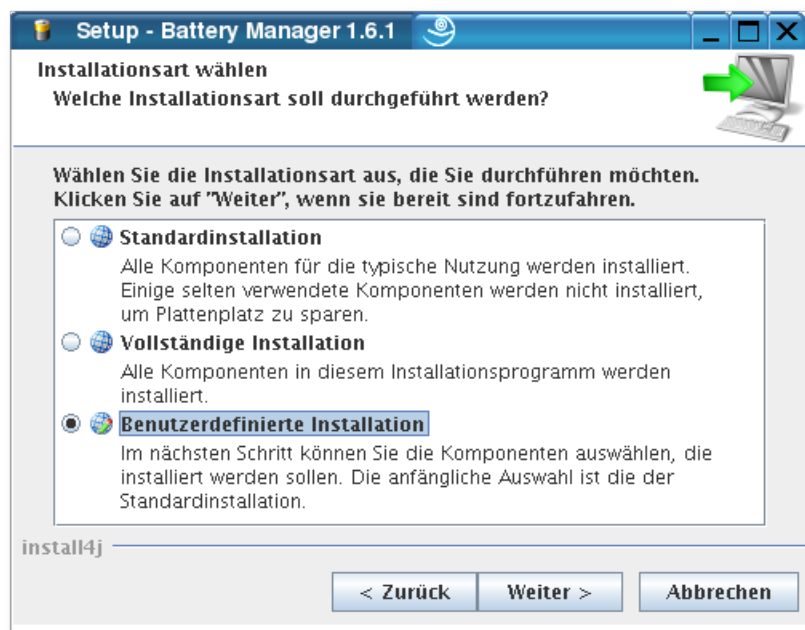 Setup - Battery Manager 1.6.1
Installationsart wählen
Welche Installationsart soll durchgeführt werden?
Wählen Sie die Installationsart aus, die Sie durchführen möchten.
Klicken Sie auf "Weiter", wenn sie bereit sind fortzufahren.
Standardinstallation
Alle Komponenten für die typische Nutzung werden installiert.
Einige selten verwendete Komponenten werden nicht installiert,
um Plattenplatz zu sparen.
Vollständige Installation
Alle Komponenten in diesem Installationsprogramm werden
installiert.
Benutzerdefinierte Installation
Im nächsten Schritt können Sie die Komponenten auswählen, die
installiert werden sollen. Die anfängliche Auswahl ist die der
Standardinstallation.
install4j
< Zurück Weiter > Abbrechen